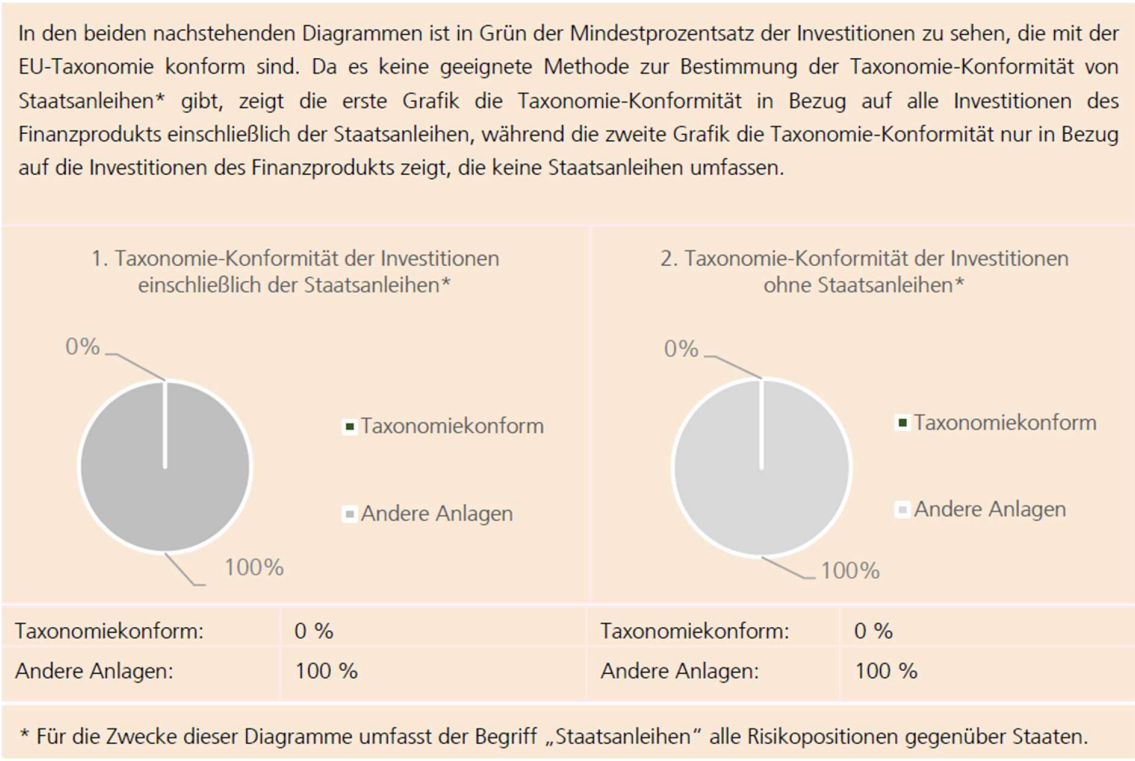 In den beiden nachstehenden Diagrammen ist in Grün der Mindestprozentsatz der Investitionen zu sehen, die mit der
EU-Taxonomie konform sind. Da es keine geeignete Methode zur Bestimmung der Taxonomie-Konformität von
Staatsanleihen* gibt, zeigt die erste Grafik die Taxonomie-Konformität in Bezug auf alle Investitionen des
Finanzprodukts einschließlich der Staatsanleihen, während die zweite Grafik die Taxonomie-Konformität nur in Bezug
auf die Investitionen des Finanzprodukts zeigt, die keine Staatsanleihen umfassen.
1. Taxonomie-Konformität der Investitionen
einschließlich der Staatsanleihen*
0%
Taxonomiekonform
Andere Anlagen
100%
2. Taxonomie-Konformität der Investitionen
ohne Staatsanleihen*
0%
Taxonomiekonform
Andere Anlagen
100%
Taxonomiekonform: 0 % Taxonomiekonform: 0 %
Andere Anlagen: 100 % Andere Anlagen: 100 %
* Für die Zwecke dieser Diagramme umfasst der Begriff „Staatsanleihen“ alle Risikopositionen gegenüber Staaten.